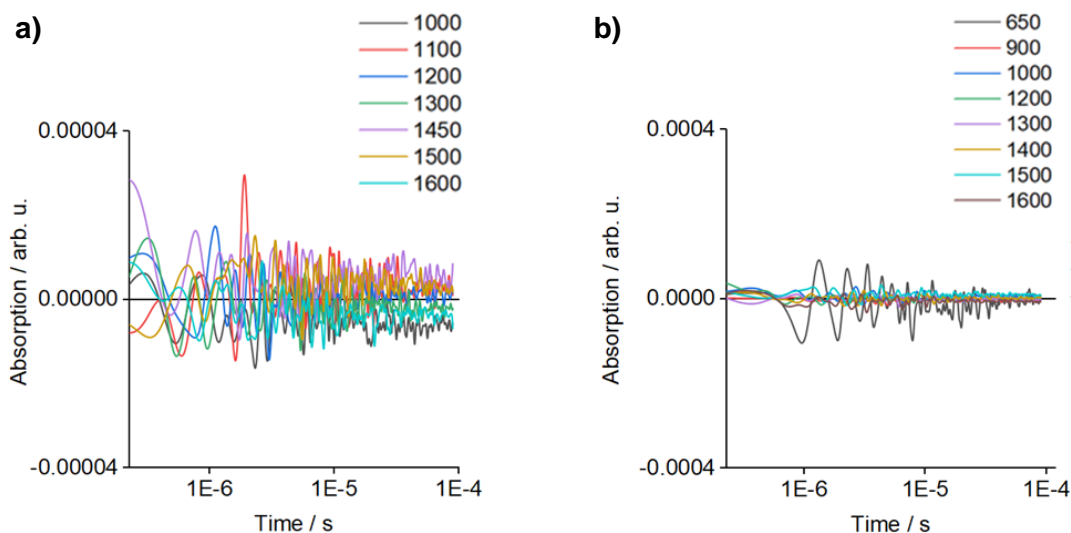 a)
1000
1100
1200
1300
1450
1500
1600
0.00004
0.00000
-0.00004
Absorption / arb. u.
1E-6
1E-5
1E-4
Time / s
b)
650
900
1000
1200
1300
1400
1500
1600
0.0004
0.0000
-0.0004
Absorption / arb. u.
1E-6
1E-5
1E-4
Time / s